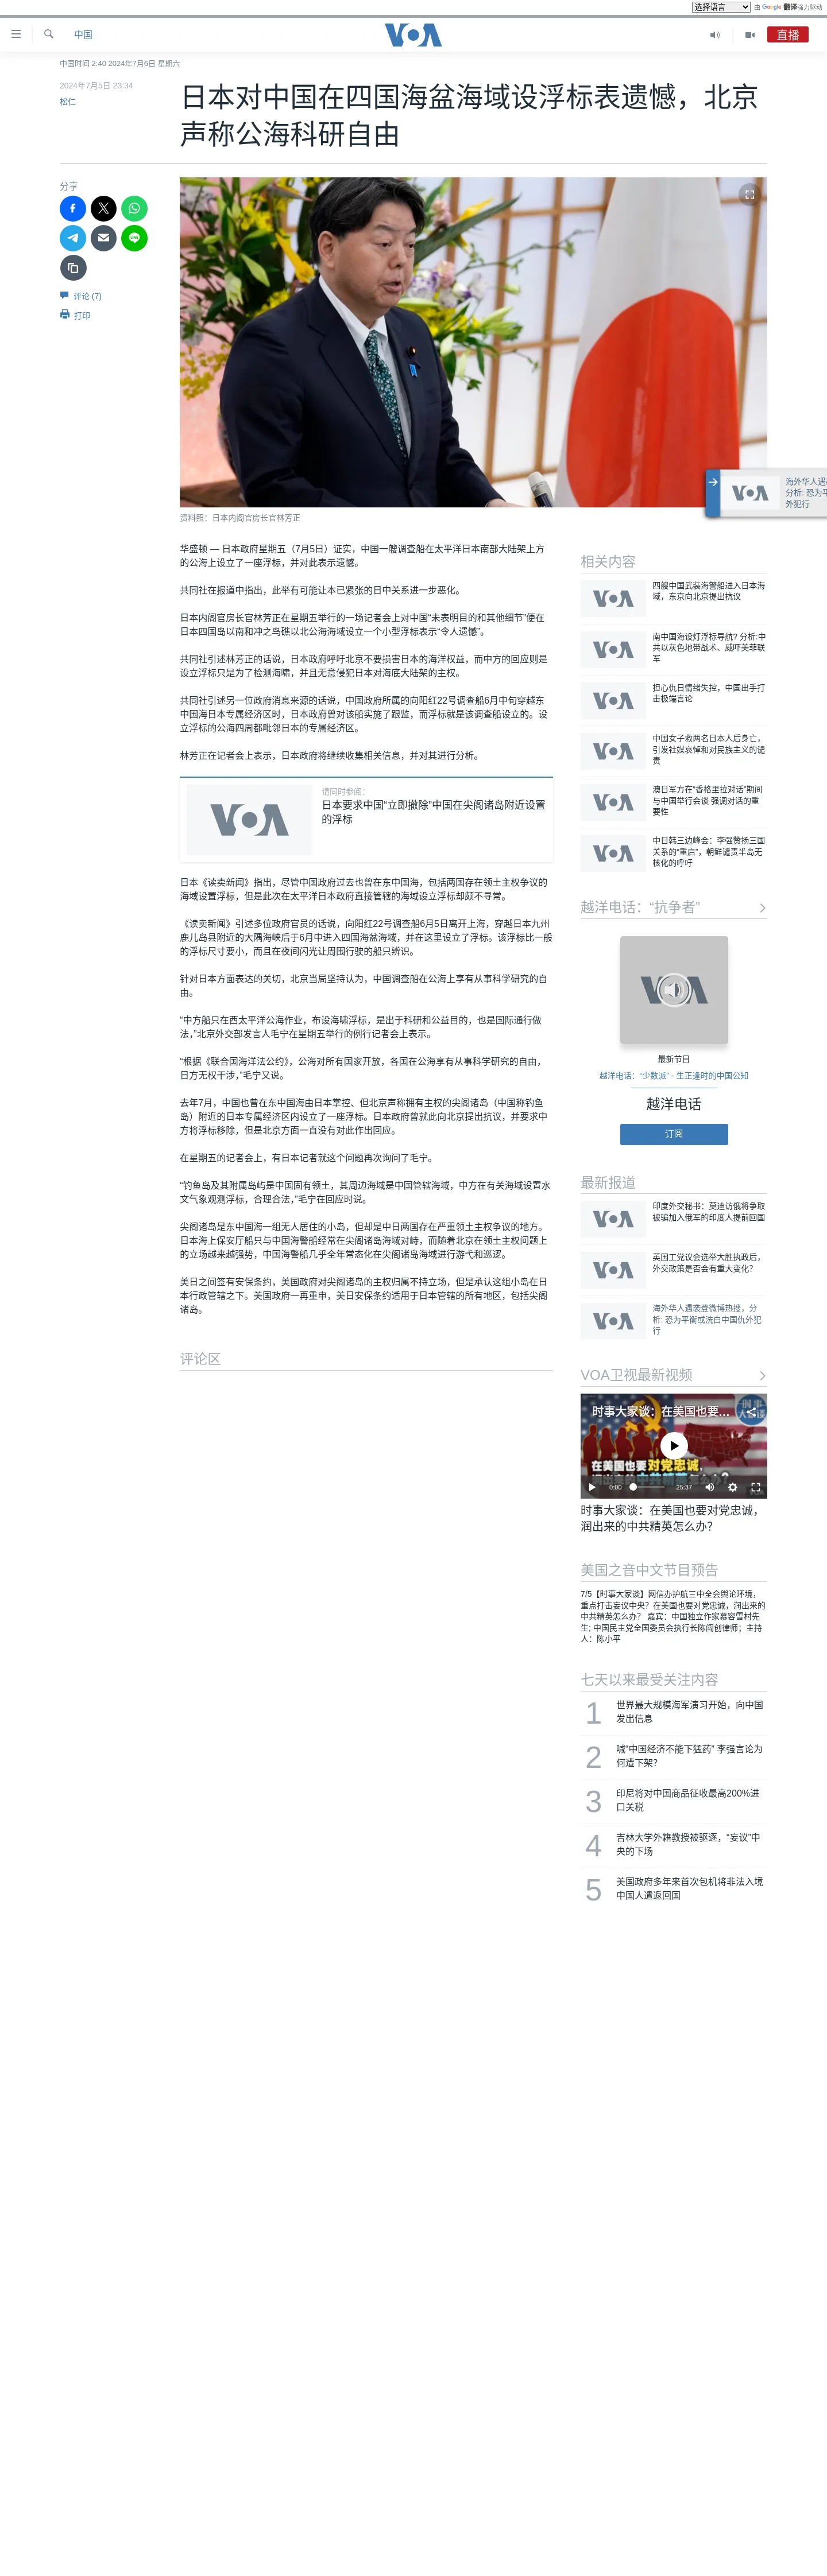 选择语言 由 Google 翻译强力驱动
中国
VOA
直播
中国时间 2:40 2024年7月6日 星期六
2024年7月5日 23:34
松仁
日本对中国在四国海盆海域设浮标表遗憾，北京
声称公海科研自由
分享
评论 (7)
打印
资料照：日本内阁官房长官林芳正
华盛顿 — 日本政府星期五（7月5日）证实，中国一艘调查船在太平洋日本南部大陆架上方
的公海上设立了一座浮标，并对此表示遗憾。
共同社在报道中指出，此举有可能让本已紧张的日中关系进一步恶化。
日本内阁官房长官林芳正在星期五举行的一场记者会上对中国“未表明目的和其他细节”便在
日本四国岛以南和冲之鸟礁以北公海海域设立一个小型浮标表示“令人遗憾”。
共同社引述林芳正的话说，日本政府呼吁北京不要损害日本的海洋权益，而中方的回应则是
设立浮标只是为了检测海啸，并且无意侵犯日本对海底大陆架的主权。
共同社引述另一位政府消息来源的话说，中国政府所属的向阳红22号调查船6月中旬穿越东
中国海日本专属经济区时，日本政府曾对该船实施了跟监，而浮标就是该调查船设立的。设
立浮标的公海四周都毗邻日本的专属经济区。
林芳正在记者会上表示，日本政府将继续收集相关信息，并对其进行分析。
VOA
请同时参阅：
日本要求中国“立即撤除”中国在尖阁诸岛附近设置
的浮标
日本《读卖新闻》指出，尽管中国政府过去也曾在东中国海，包括两国存在领土主权争议的
海域设置浮标，但是此次在太平洋日本政府直接管辖的海域设立浮标却颇不寻常。
《读卖新闻》引述多位政府官员的话说，向阳红22号调查船6月5日离开上海，穿越日本九州
鹿儿岛县附近的大隅海峡后于6月中进入四国海盆海域，并在这里设立了浮标。该浮标比一般
的浮标尺寸要小，而且在夜间闪光让周围行驶的船只辨识。
针对日本方面表达的关切，北京当局坚持认为，中国调查船在公海上享有从事科学研究的自
由。
“中方船只在西太平洋公海作业，布设海啸浮标，是出于科研和公益目的，也是国际通行做
法，”北京外交部发言人毛宁在星期五举行的例行记者会上表示。
“根据《联合国海洋法公约》，公海对所有国家开放，各国在公海享有从事科学研究的自由，
日方无权干涉，”毛宁又说。
去年7月，中国也曾在东中国海由日本掌控、但北京声称拥有主权的尖阁诸岛（中国称钓鱼
岛）附近的日本专属经济区内设立了一座浮标。日本政府曾就此向北京提出抗议，并要求中
方将浮标移除，但是北京方面一直没有对此作出回应。
在星期五的记者会上，有日本记者就这个问题再次询问了毛宁。
“钓鱼岛及其附属岛屿是中国固有领土，其周边海域是中国管辖海域，中方在有关海域设置水
文气象观测浮标，合理合法，”毛宁在回应时说。
尖阁诸岛是东中国海一组无人居住的小岛，但却是中日两国存在严重领土主权争议的地方。
日本海上保安厅船只与中国海警船经常在尖阁诸岛海域对峙，而随着北京在领土主权问题上
的立场越来越强势，中国海警船几乎全年常态化在尖阁诸岛海域进行游弋和巡逻。
美日之间签有安保条约，美国政府对尖阁诸岛的主权归属不持立场，但是承认这组小岛在日
本行政管辖之下。美国政府一再重申，美日安保条约适用于日本管辖的所有地区，包括尖阁
诸岛。
评论区
VOA
海外华人遇
分析: 恐为平
外犯行
相关内容
VOA
四艘中国武装海警船进入日本海
域，东京向北京提出抗议
VOA
南中国海设灯浮标导航? 分析:中
共以灰色地带战术、威吓美菲联
军
VOA
担心仇日情绪失控，中国出手打
击极端言论
VOA
中国女子救两名日本人后身亡，
引发社媒哀悼和对民族主义的谴
责
VOA
澳日军方在“香格里拉对话”期间
与中国举行会谈 强调对话的重
要性
VOA
中日韩三边峰会：李强赞扬三国
关系的“重启”，朝鲜谴责半岛无
核化的呼吁
越洋电话：“抗争者”
VOA
最新节目
越洋电话：“少数派” - 生正逢时的中国公知
越洋电话
订阅
最新报道
VOA
印度外交秘书：莫迪访俄将争取
被骗加入俄军的印度人提前回国
VOA
英国工党议会选举大胜执政后，
外交政策是否会有重大变化？
VOA
海外华人遇袭登微博热搜，分
析: 恐为平衡或洗白中国仇外犯
行
VOA卫视最新视频
时事大家谈：在美国也要...
在美国也要对党忠诚，
0:00
25:37
时事大家谈：在美国也要对党忠诚，
润出来的中共精英怎么办？
美国之音中文节目预告
7/5【时事大家谈】网信办护航三中全会舆论环境，
重点打击妄议中央？在美国也要对党忠诚，润出来的
中共精英怎么办？ 嘉宾：中国独立作家慕容雪村先
生; 中国民主党全国委员会执行长陈闯创律师；主持
人：陈小平
七天以来最受关注内容
1
世界最大规模海军演习开始，向中国
发出信息
2
喊“中国经济不能下猛药” 李强言论为
何遭下架？
3
印尼将对中国商品征收最高200%进
口关税
4
吉林大学外籍教授被驱逐，“妄议”中
央的下场
5
美国政府多年来首次包机将非法入境
中国人遣返回国